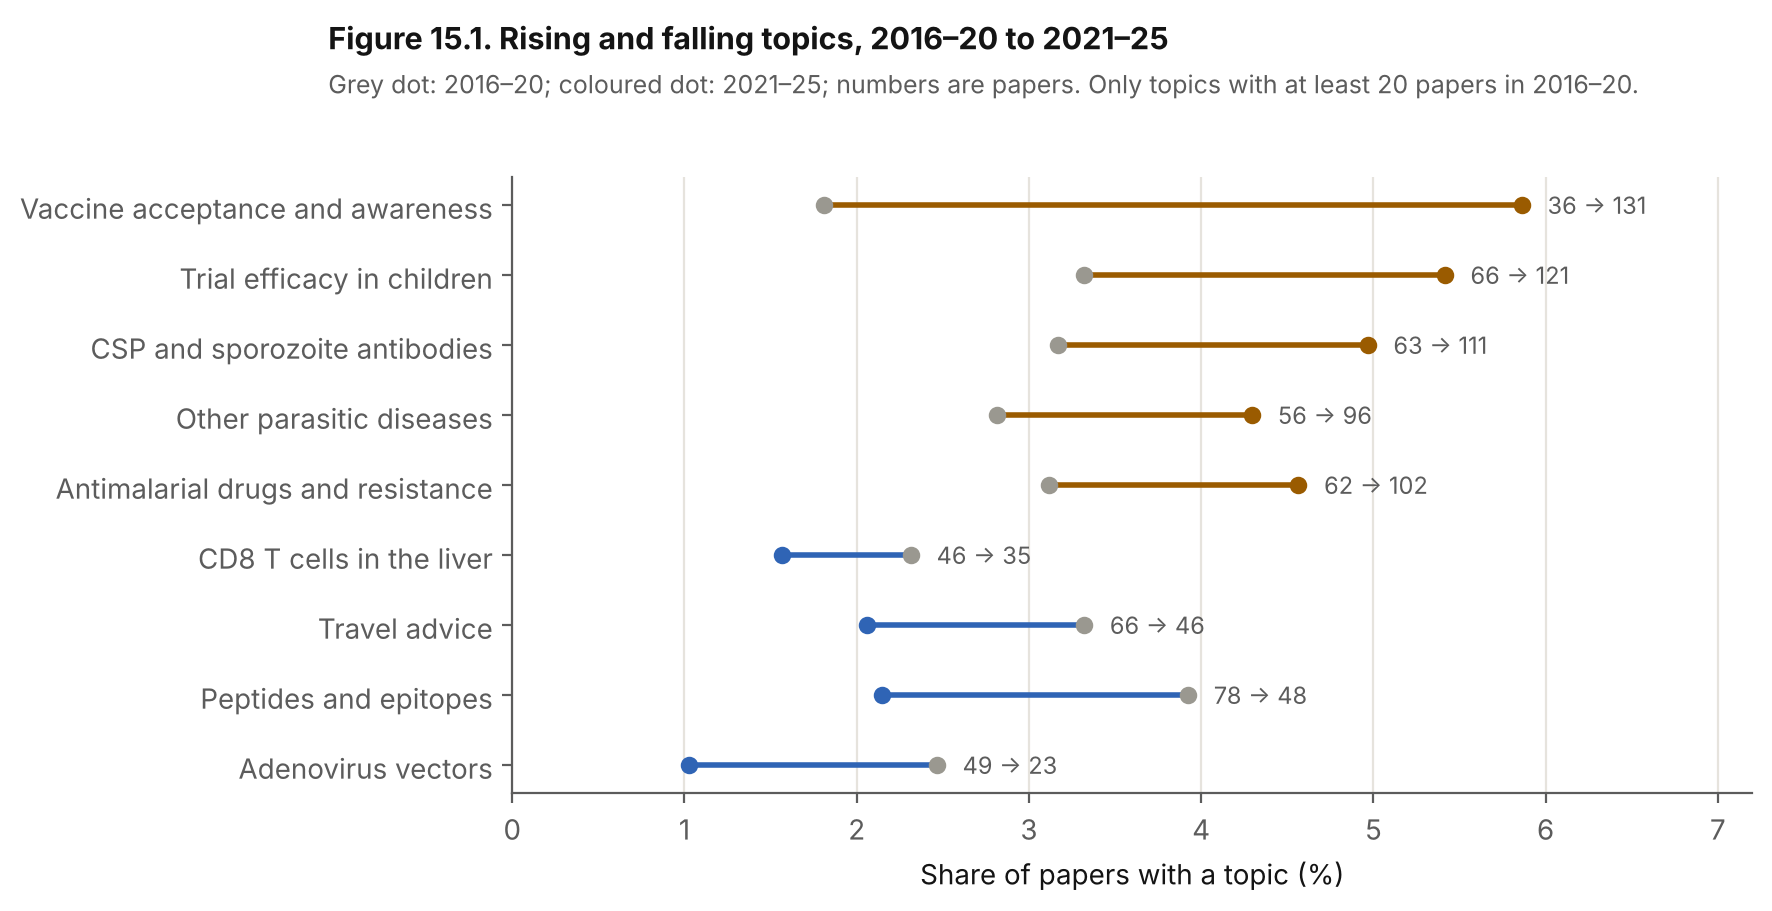 Figure 15.1. Rising and falling topics, 2016–20 to 2021–25
Grey dot: 2016–20; coloured dot: 2021–25; numbers are papers. Only topics with at least 20 papers in 2016–20.
Vaccine acceptance and awareness 36 → 131
Trial efficacy in children 66 → 121
CSP and sporozoite antibodies 63 → 111
Other parasitic diseases 56 → 96
Antimalarial drugs and resistance 62 → 102
CD8 T cells in the liver 46 → 35
Travel advice 66 → 46
Peptides and epitopes 78 → 48
Adenovirus vectors 49 → 23
0 1 2 3 4 5 6 7
Share of papers with a topic (%)